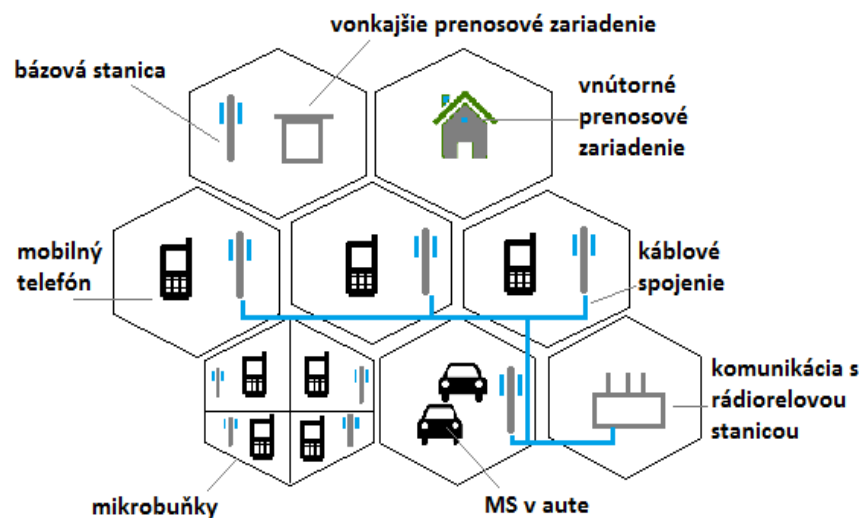 vonkajšie prenosové zariadenie
bázová stanica
vnútorné
prenosové
zariadenie
mobilný
telefón
káblové
spojenie
komunikácia s
rádiorelovou
stanicou
mikrobuňky
MS v aute